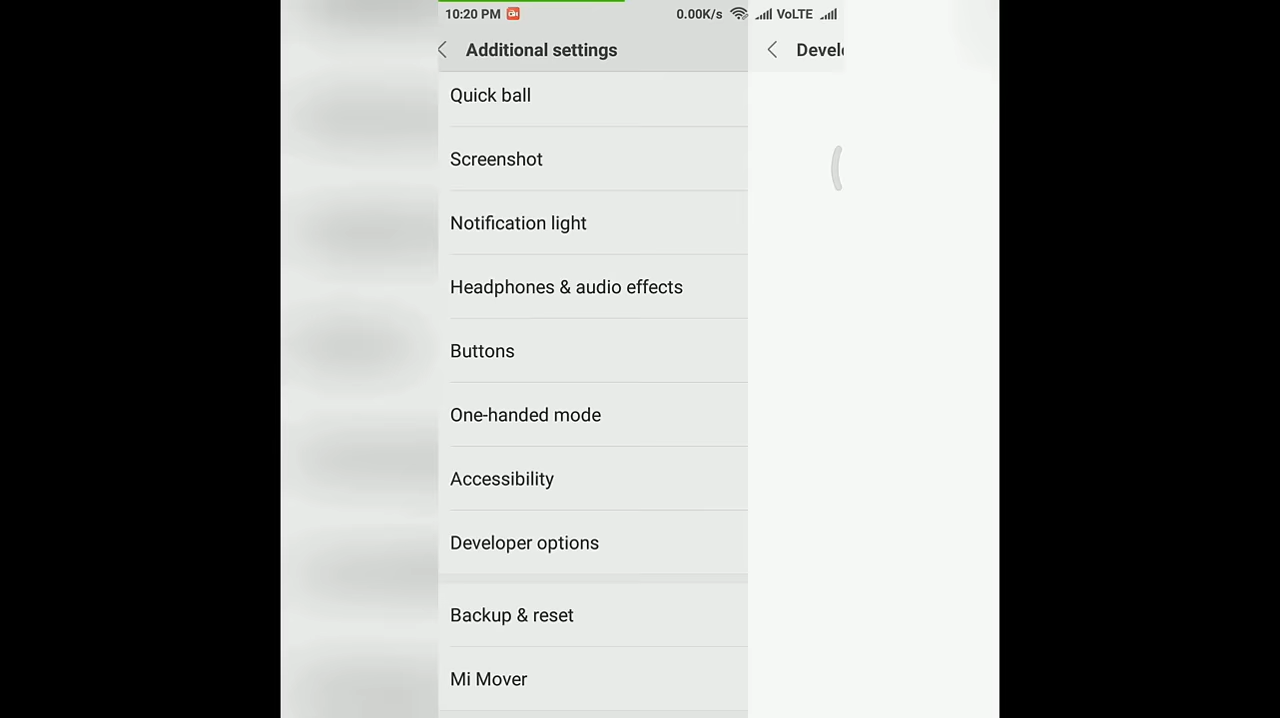 10:20 PM 0.00K/s VoLTE
Additional settings
Develo
Quick ball
Screenshot
Notification light
Headphones & audio effects
Buttons
One-handed mode
Accessibility
Developer options
Backup & reset
Mi Mover